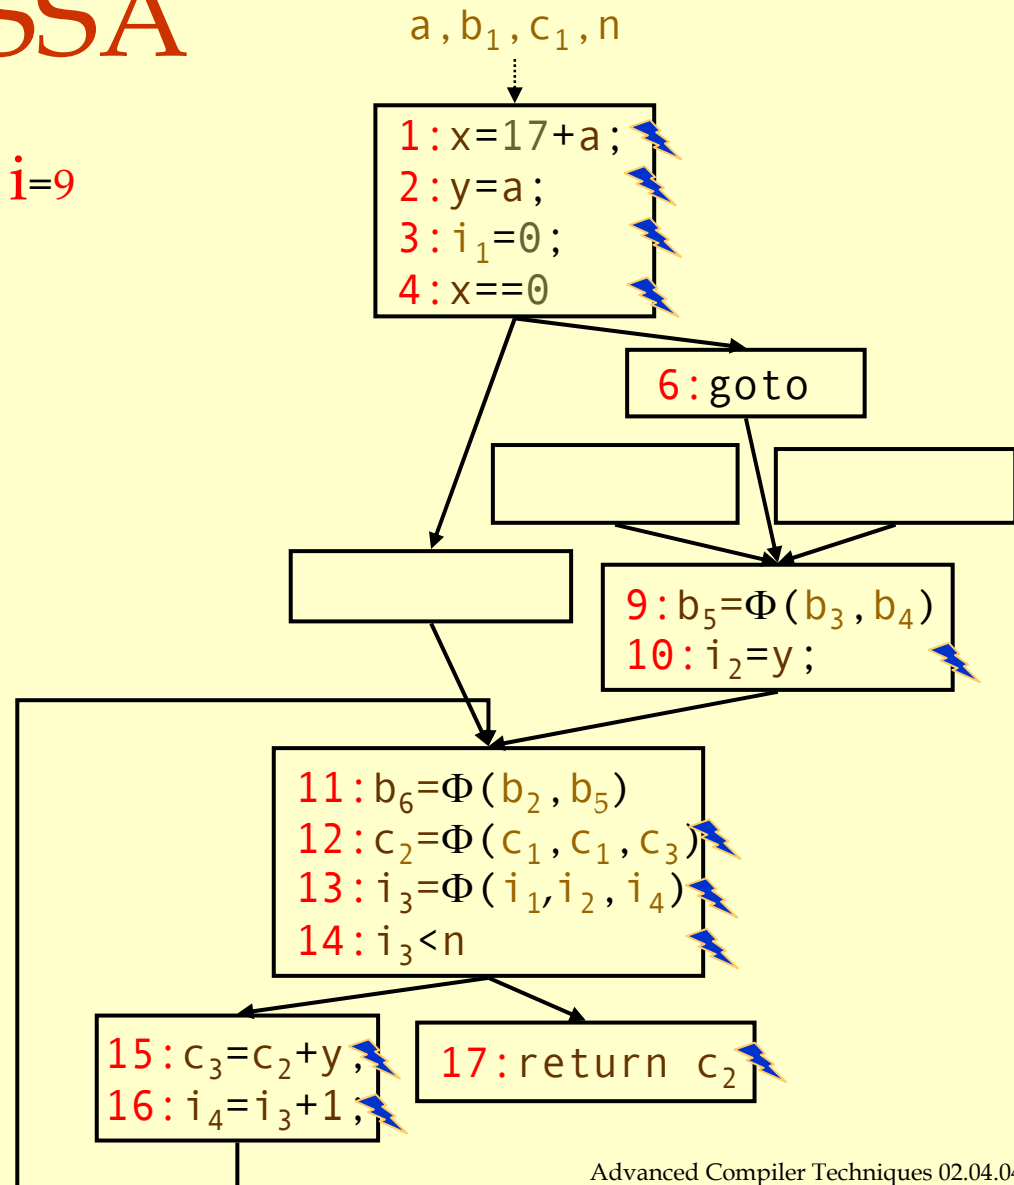 SSA
a,b₁,c₁,n
i=9
1:x=17+a;
2:y=a;
3:i₁=0;
4:x==0
6:goto
9:b₅=Φ(b₃,b₄)
10:i₂=y;
11:b₆=Φ(b₂,b₅)
12:c₂=Φ(c₁,c₁,c₃)
13:i₃=Φ(i₁,i₂,i₄)
14:i₃<n
15:c₃=c₂+y;
16:i₄=i₃+1;
17:return c₂
Advanced Compiler Techniques 02.04.04